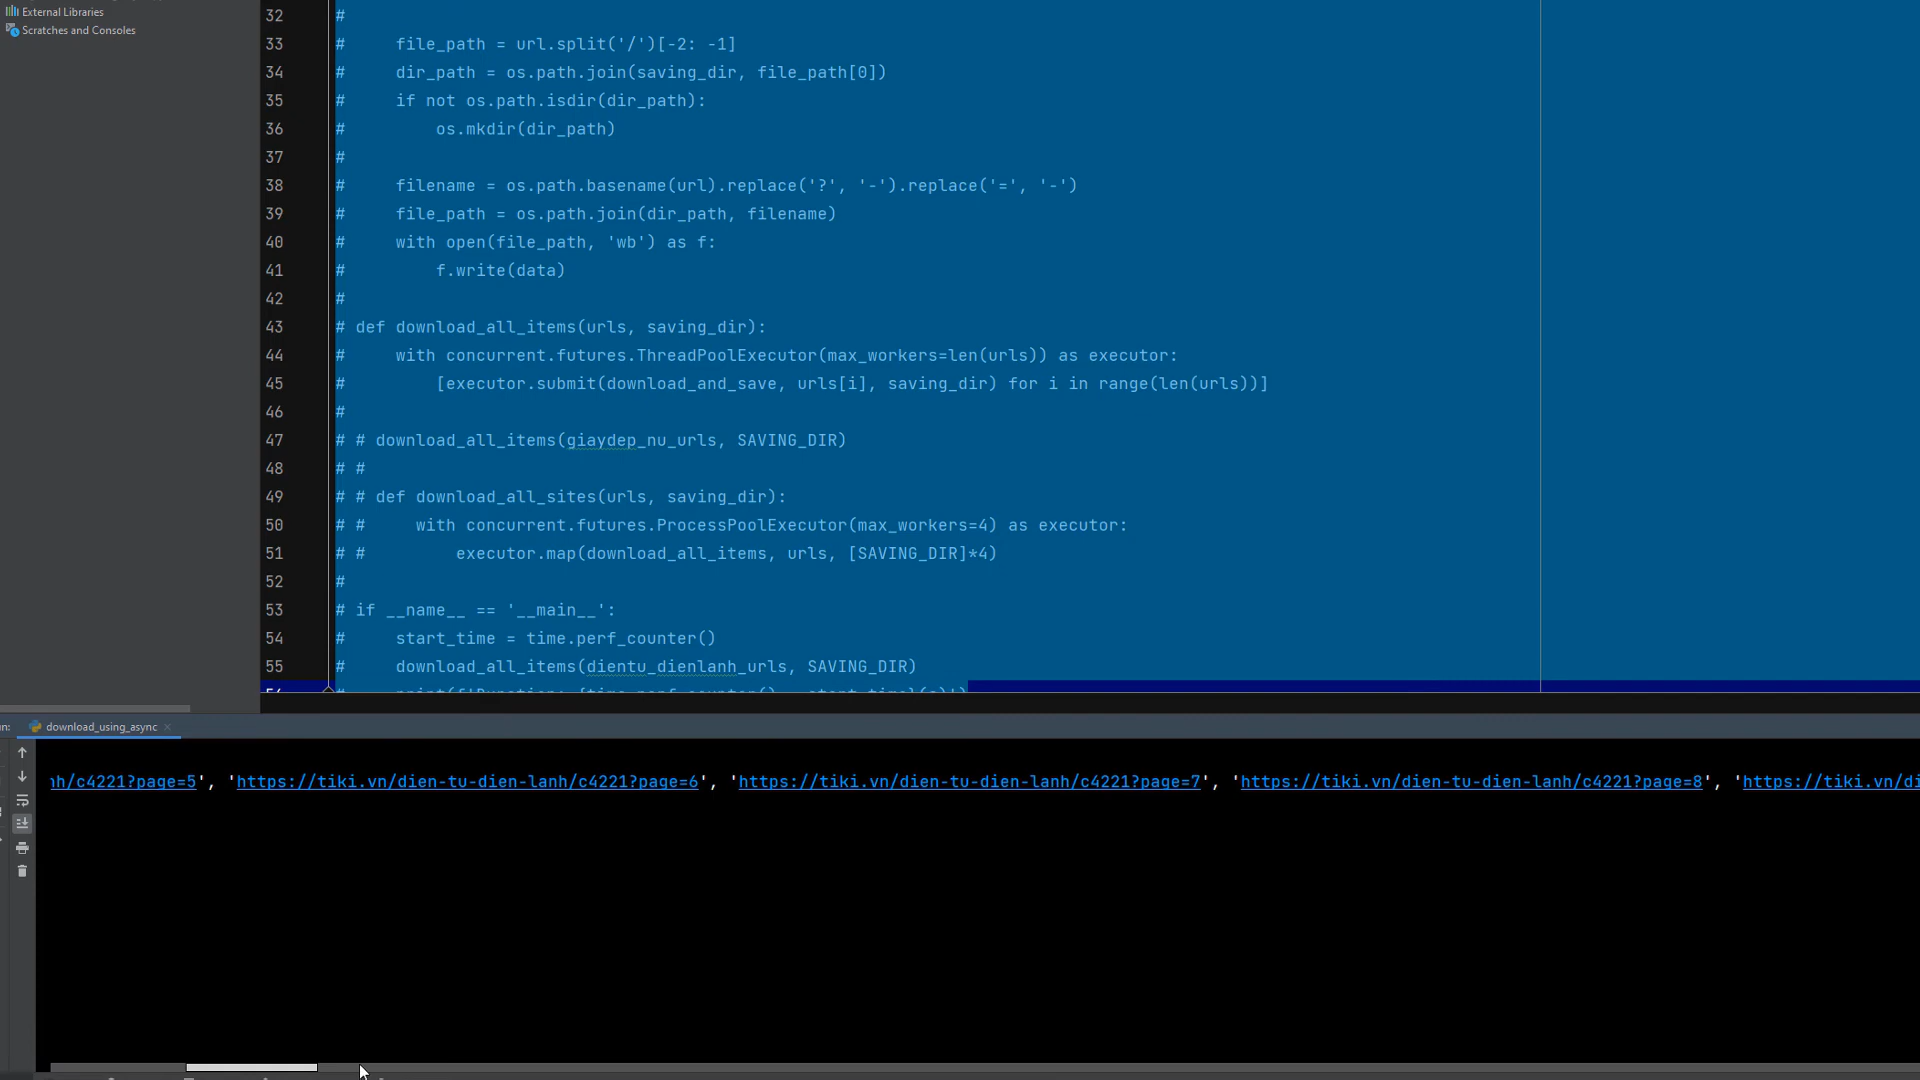 External Libraries
Scratches and Consoles
32 #
33 #     file_path = url.split('/')[-2: -1]
34 #     dir_path = os.path.join(saving_dir, file_path[0])
35 #     if not os.path.isdir(dir_path):
36 #         os.mkdir(dir_path)
37 #
38 #     filename = os.path.basename(url).replace('?', '-').replace('=', '-')
39 #     file_path = os.path.join(dir_path, filename)
40 #     with open(file_path, 'wb') as f:
41 #         f.write(data)
42 #
43 # def download_all_items(urls, saving_dir):
44 #     with concurrent.futures.ThreadPoolExecutor(max_workers=len(urls)) as executor:
45 #         [executor.submit(download_and_save, urls[i], saving_dir) for i in range(len(urls))]
46 #
47 # # download_all_items(giaydep_nu_urls, SAVING_DIR)
48 # #
49 # # def download_all_sites(urls, saving_dir):
50 # #     with concurrent.futures.ProcessPoolExecutor(max_workers=4) as executor:
51 # #         executor.map(download_all_items, urls, [SAVING_DIR]*4)
52 #
53 # if __name__ == '__main__':
54 #     start_time = time.perf_counter()
55 #     download_all_items(dientu_dienlanh_urls, SAVING_DIR)
download_using_async
nh/c4221?page=5', 'https://tiki.vn/dien-tu-dien-lanh/c4221?page=6', 'https://tiki.vn/dien-tu-dien-lanh/c4221?page=7', 'https://tiki.vn/dien-tu-dien-lanh/c4221?page=8', 'https://tiki.vn/di